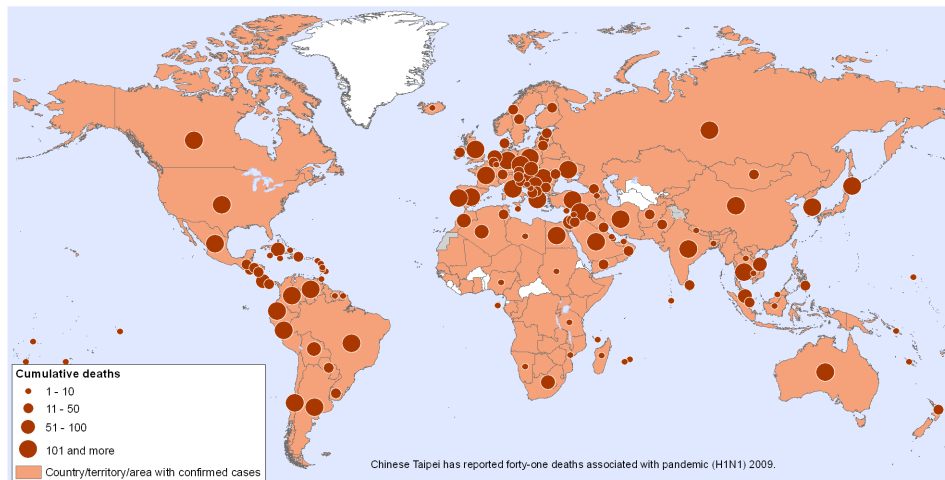 Cumulative deaths
1 - 10
11 - 50
51 - 100
101 and more
Country/territory/area with confirmed cases
Chinese Taipei has reported forty-one deaths associated with pandemic (H1N1) 2009.